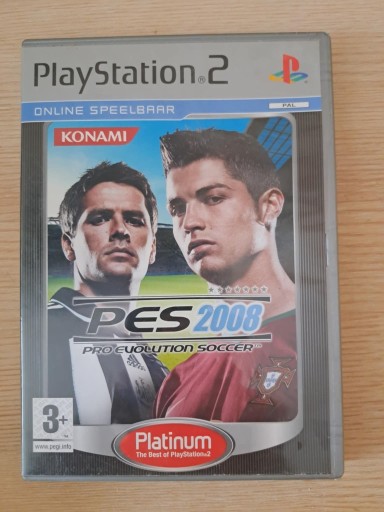 PlayStation®2
PAL
ONLINE SPEELBAAR
KONAMI
PES 2008
PRO EVOLUTION SOCCER™
3+
www.pegi.info
Platinum
The Best of PlayStation®2